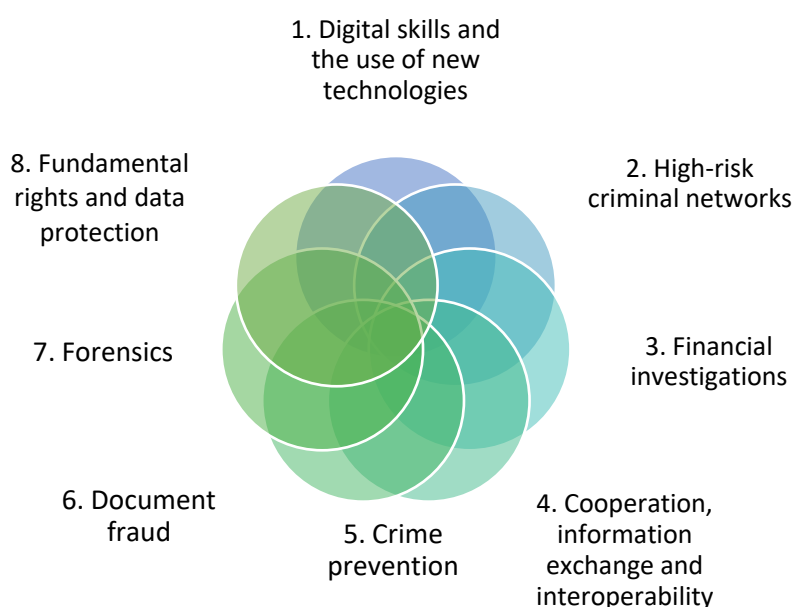 1. Digital skills and
the use of new
technologies
2. High-risk
criminal networks
3. Financial
investigations
4. Cooperation,
information
exchange and
interoperability
5. Crime
prevention
6. Document
fraud
7. Forensics
8. Fundamental
rights and data
protection